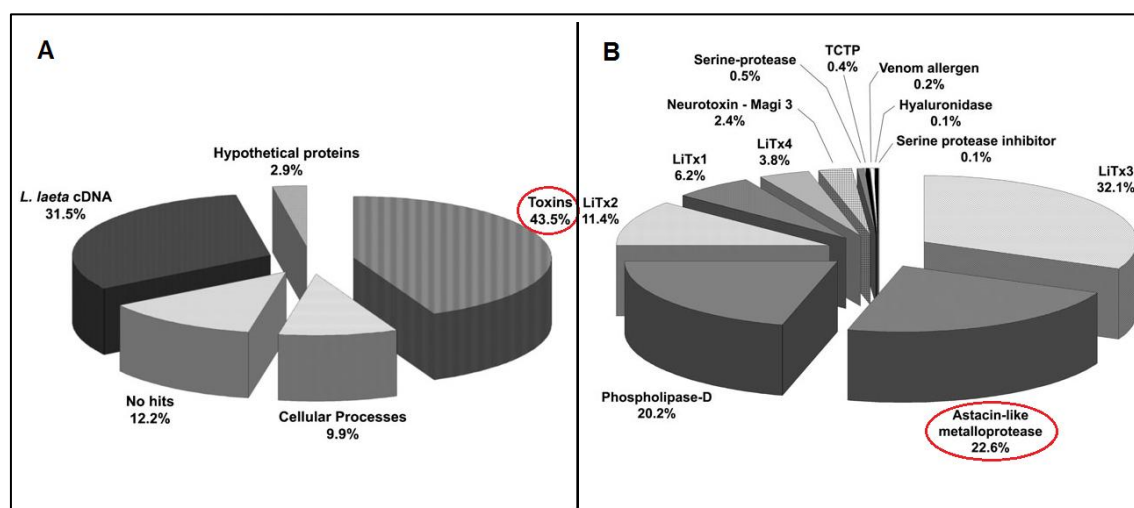 A
Hypothetical proteins
2.9%
L. laeta cDNA
31.5%
Toxins
43.5%
No hits
12.2%
Cellular Processes
9.9%
B
TCTP
0.4%
Serine-protease
0.5%
Venom allergen
0.2%
Neurotoxin - Magi 3
2.4%
Hyaluronidase
0.1%
LiTx4
3.8%
Serine protease inhibitor
0.1%
LiTx1
6.2%
LiTx3
32.1%
LiTx2
11.4%
Phospholipase-D
20.2%
Astacin-like
metalloprotease
22.6%